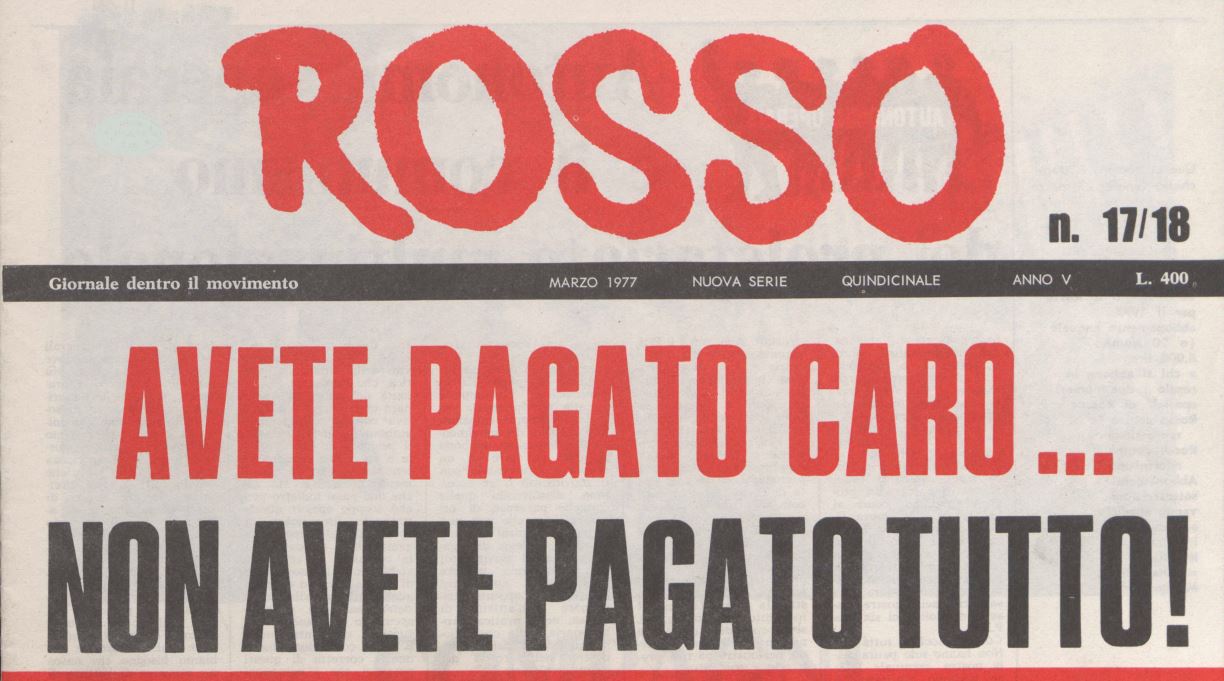 ROSSO
n. 17/18
Giornale dentro il movimento MARZO 1977 NUOVA SERIE QUINDICINALE ANNO V L. 400
AVETE PAGATO CARO...
NON AVETE PAGATO TUTTO!